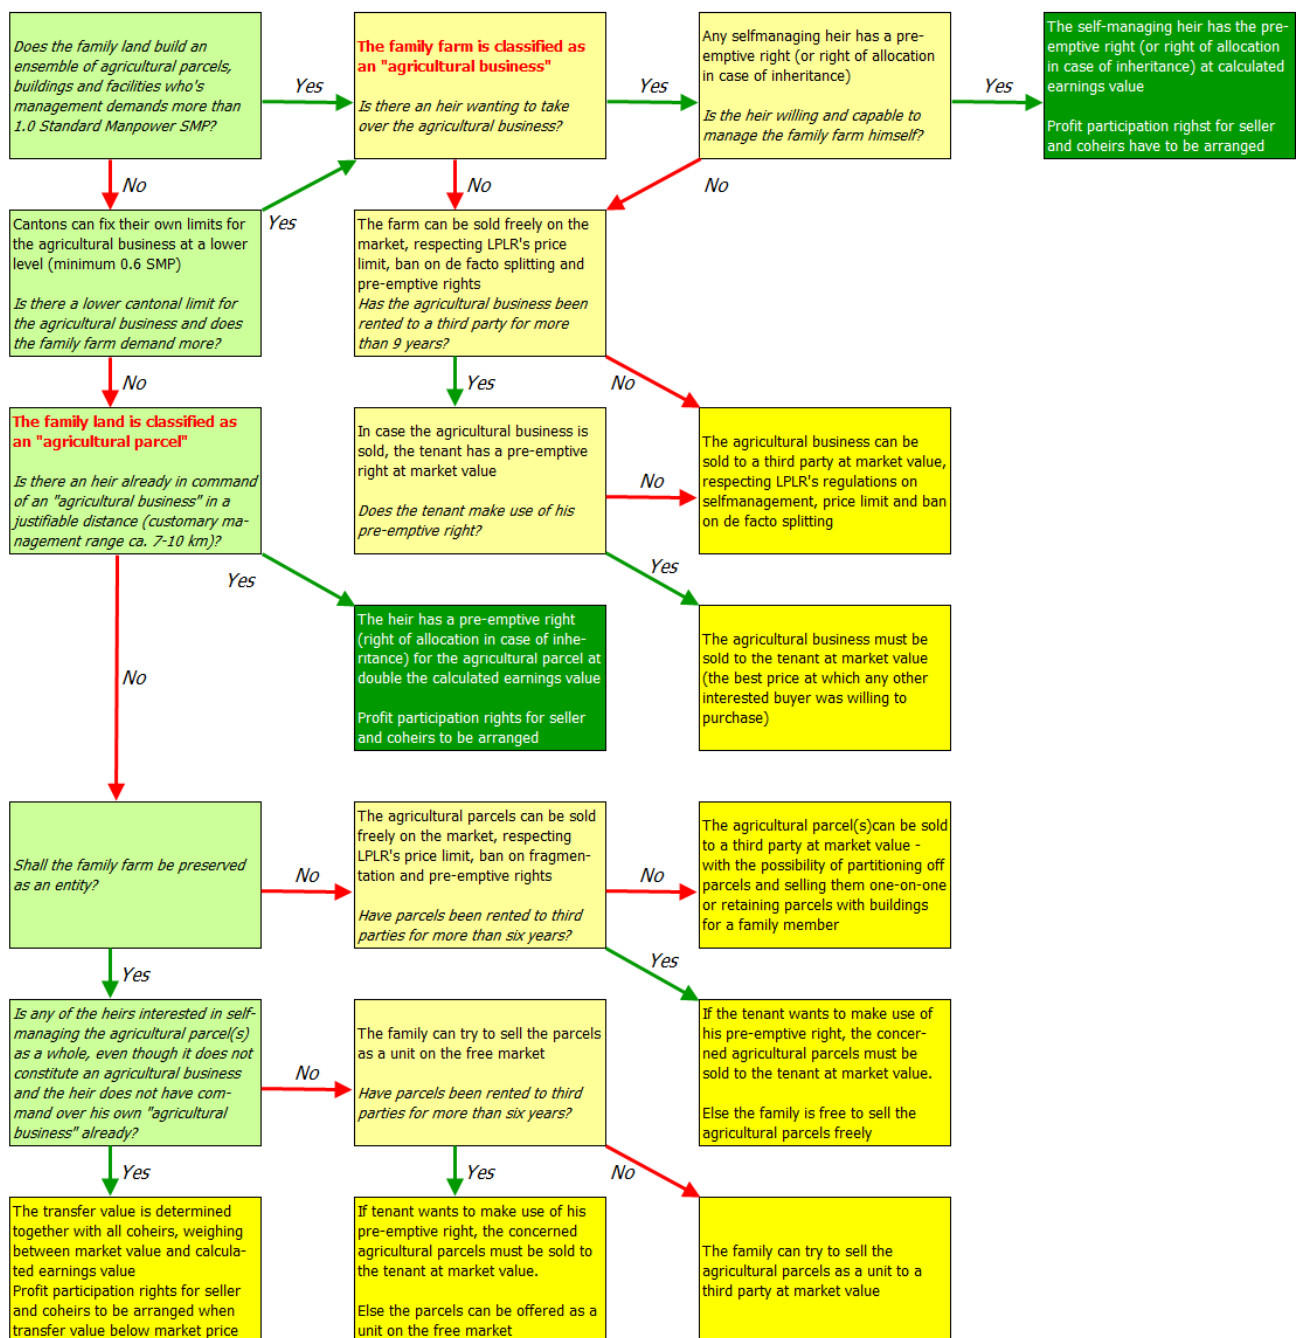 Does the family land build an
ensemble of agricultural parcels,
buildings and facilities who's
management demands more than
1.0 Standard Manpower SMP?
Yes
The family farm is classified as
an "agricultural business"
Is there an heir wanting to take
over the agricultural business?
Yes
Any selfmanaging heir has a pre-
emptive right (or right of allocation
in case of inheritance)
Is the heir willing and capable to
manage the family farm himself?
Yes
The self-managing heir has the pre-
emptive right (or right of allocation
in case of inheritance) at calculated
earnings value
Profit participation righst for seller
and coheirs have to be arranged
No
Yes
No
No
Cantons can fix their own limits for
the agricultural business at a lower
level (minimum 0.6 SMP)
Is there a lower cantonal limit for
the agricultural business and does
the family farm demand more?
The farm can be sold freely on the
market, respecting LPLR's price
limit, ban on de facto splitting and
pre-emptive rights
Has the agricultural business been
rented to a third party for more
than 9 years?
No
Yes
No
The family land is classified as
an "agricultural parcel"
Is there an heir already in command
of an "agricultural business" in a
justifiable distance (customary ma-
nagement range ca. 7-10 km)?
In case the agricultural business is
sold, the tenant has a pre-emptive
right at market value
Does the tenant make use of his
pre-emptive right?
No
The agricultural business can be
sold to a third party at market value,
respecting LPLR's regulations on
selfmanagement, price limit and ban
on de facto splitting
Yes
Yes
No
The heir has a pre-emptive right
(right of allocation in case of inhe-
ritance) for the agricultural parcel at
double the calculated earnings value
Profit participation rights for seller
and coheirs to be arranged
The agricultural business must be
sold to the tenant at market value
(the best price at which any other
interested buyer was willing to
purchase)
Shall the family farm be preserved
as an entity?
No
The agricultural parcels can be sold
freely on the market, respecting
LPLR's price limit, ban on fragmen-
tation and pre-emptive rights
Have parcels been rented to third
parties for more than six years?
No
The agricultural parcel(s)can be sold
to a third party at market value -
with the possibility of partitioning off
parcels and selling them one-on-one
or retaining parcels with buildings
for a family member
Yes
Yes
Is any of the heirs interested in self-
managing the agricultural parcel(s)
as a whole, even though it does not
constitute an agricultural business
and the heir does not have com-
mand over his own "agricultural
business" already?
No
The family can try to sell the parcels
as a unit on the free market
Have parcels been rented to third
parties for more than six years?
If the tenant wants to make use of
his pre-emptive right, the concer-
ned agricultural parcels must be
sold to the tenant at market value.
Else the family is free to sell the
agricultural parcels freely
Yes
Yes
No
The transfer value is determined
together with all coheirs, weighing
between market value and calcula-
ted earnings value
Profit participation rights for seller
and coheirs to be arranged when
transfer value below market price
If tenant wants to make use of his
pre-emptive right, the concerned
agricultural parcels must be sold to
the tenant at market value.
Else the parcels can be offered as a
unit on the free market
The family can try to sell the
agricultural parcels as a unit to a
third party at market value